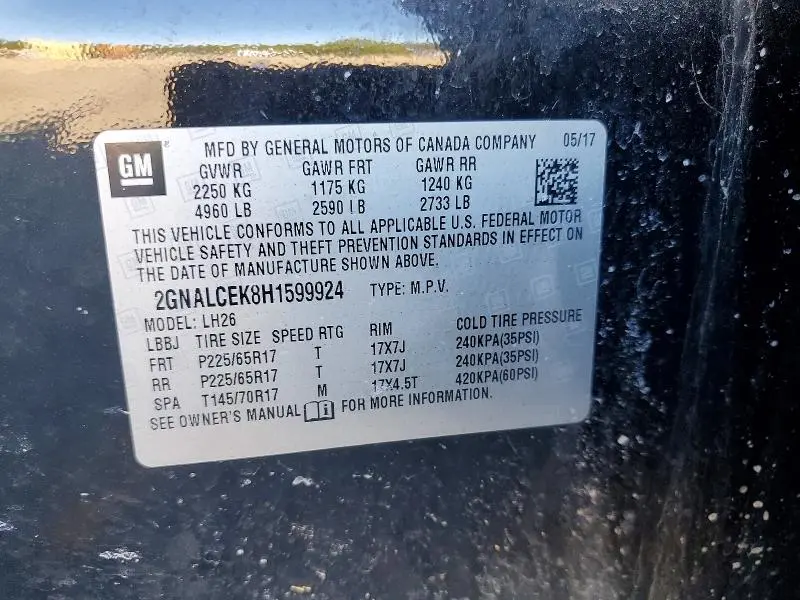 GM ® MFD BY GENERAL MOTORS OF CANADA COMPANY 05/17
GVWR GAWR FRT GAWR RR
2250 KG 1175 KG 1240 KG
4960 LB 2590 LB 2733 LB
THIS VEHICLE CONFORMS TO ALL APPLICABLE U.S. FEDERAL MOTOR
VEHICLE SAFETY AND THEFT PREVENTION STANDARDS IN EFFECT ON
THE DATE OF MANUFACTURE SHOWN ABOVE.
2GNALCEK8H1599924 TYPE: M.P.V.
MODEL: LH26
LBBJ TIRE SIZE SPEED RTG RIM COLD TIRE PRESSURE
FRT P225/65R17 T 17X7J 240KPA(35PSI)
RR P225/65R17 T 17X7J 240KPA(35PSI)
SPA T145/70R17 M 17X4.5T 420KPA(60PSI)
SEE OWNER'S MANUAL FOR MORE INFORMATION.